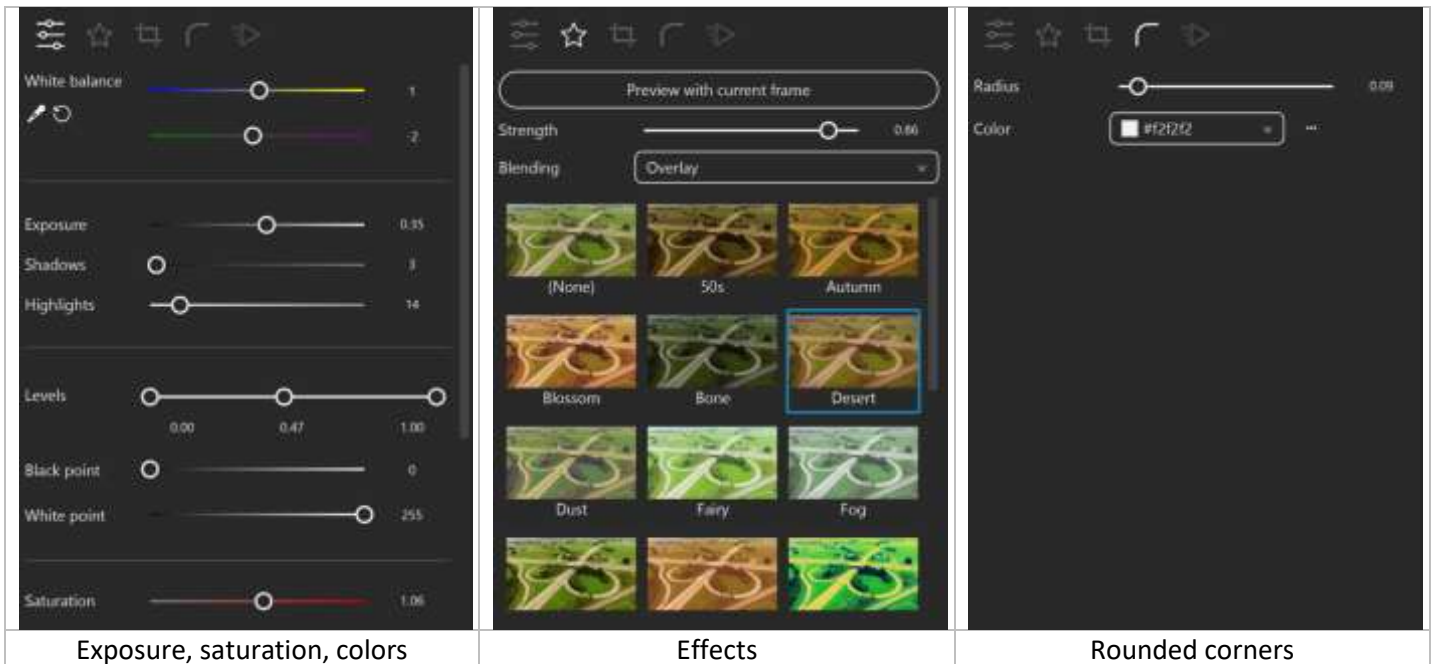 White balance
1
-2
Exposure
0.35
Shadows
3
Highlights
14
Levels
0.00 0.47 1.00
Black point
0
White point
255
Saturation
1.06
Exposure, saturation, colors
Preview with current frame
Strength
0.86
Blending
Overlay
(None) 50s Autumn
Blossom Bone Desert
Dust Fairy Fog
Effects
Radius
0.09
Color
#f2f2f2
Rounded corners